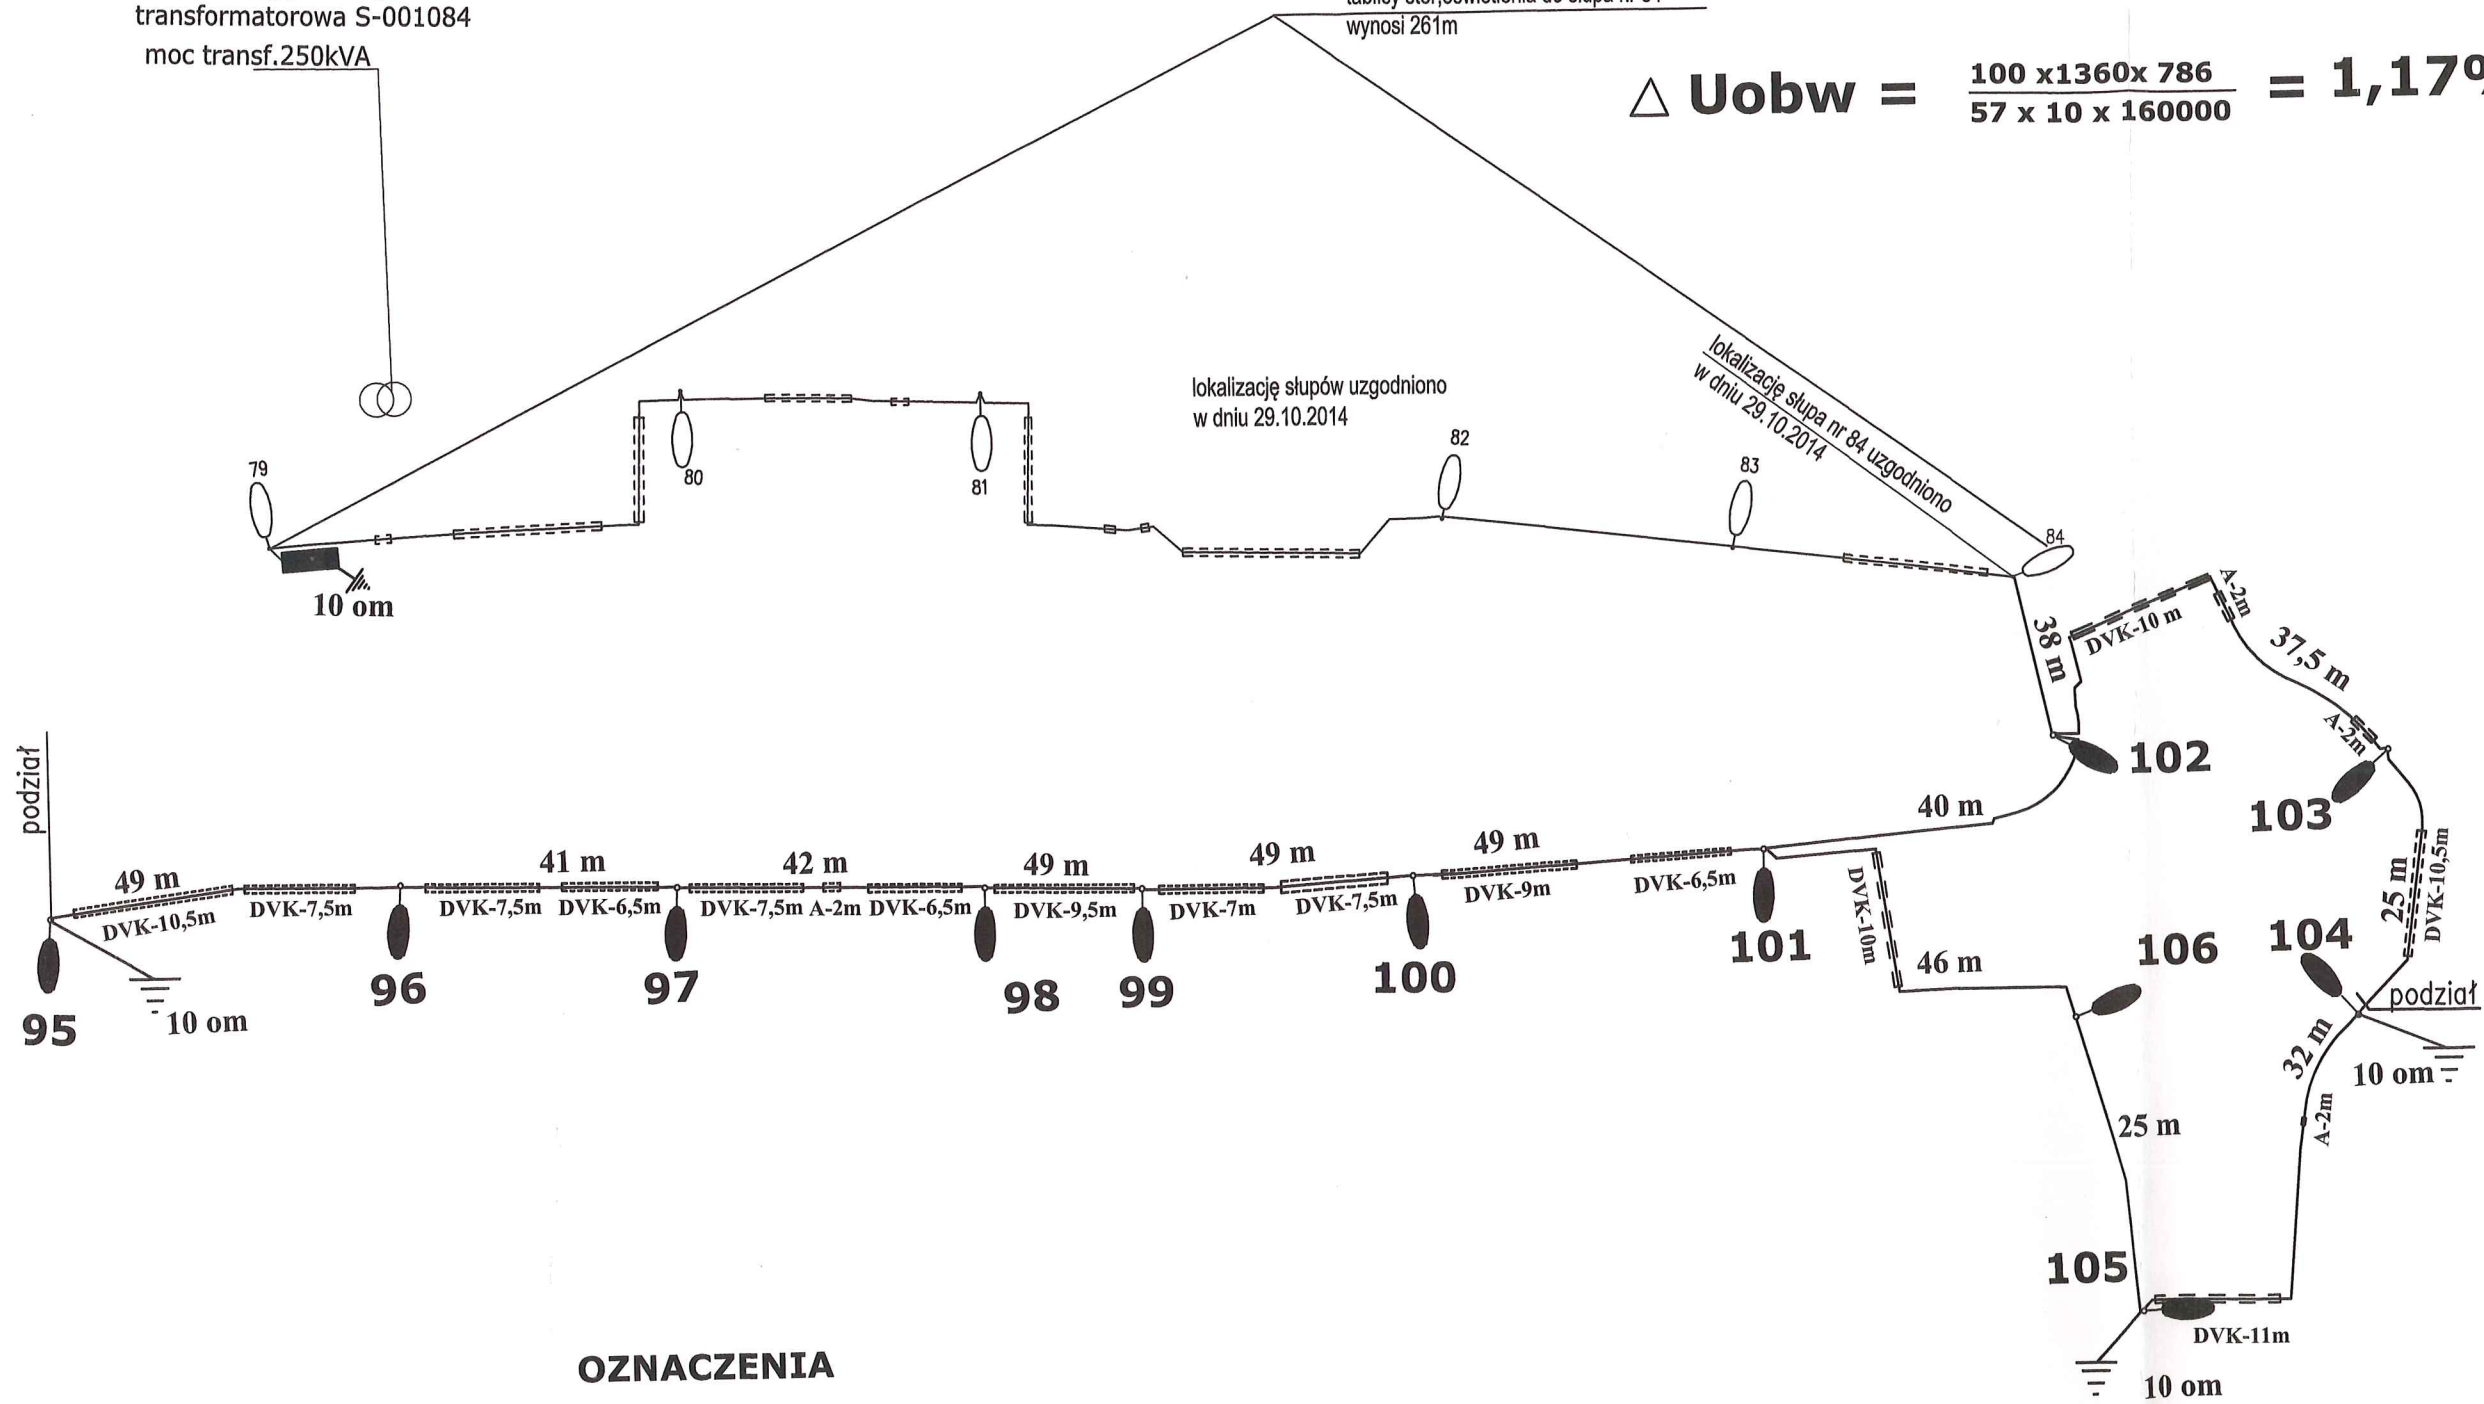 transformatorowa S-001084
moc transf.250kVA
wynosi 261m
△ Uobw = 100 x1360x 786 = 1,17%
57 x 10 x 160000
lokalizację słupów uzgodniono
w dniu 29.10.2014
lokalizację słupa nr 84 uzgodniono
w dniu 29.10.2014
79
80
81
82
83
84
10 om
38 m
DVK-10 m
A-2m
37,5 m
A-2m
102
103
podział
49 m
41 m
42 m
49 m
49 m
49 m
40 m
DVK-10,5m
DVK-7,5m
DVK-7,5m
DVK-6,5m
DVK-7,5m
A-2m
DVK-6,5m
DVK-9,5m
DVK-7m
DVK-7,5m
DVK-9m
DVK-6,5m
DVK-10m
25 m
DVK-10,5m
95
96
97
98
99
100
101
106
104
10 om
46 m
podział
32 m
10 om
A-2m
25 m
105
DVK-11m
10 om
OZNACZENIA